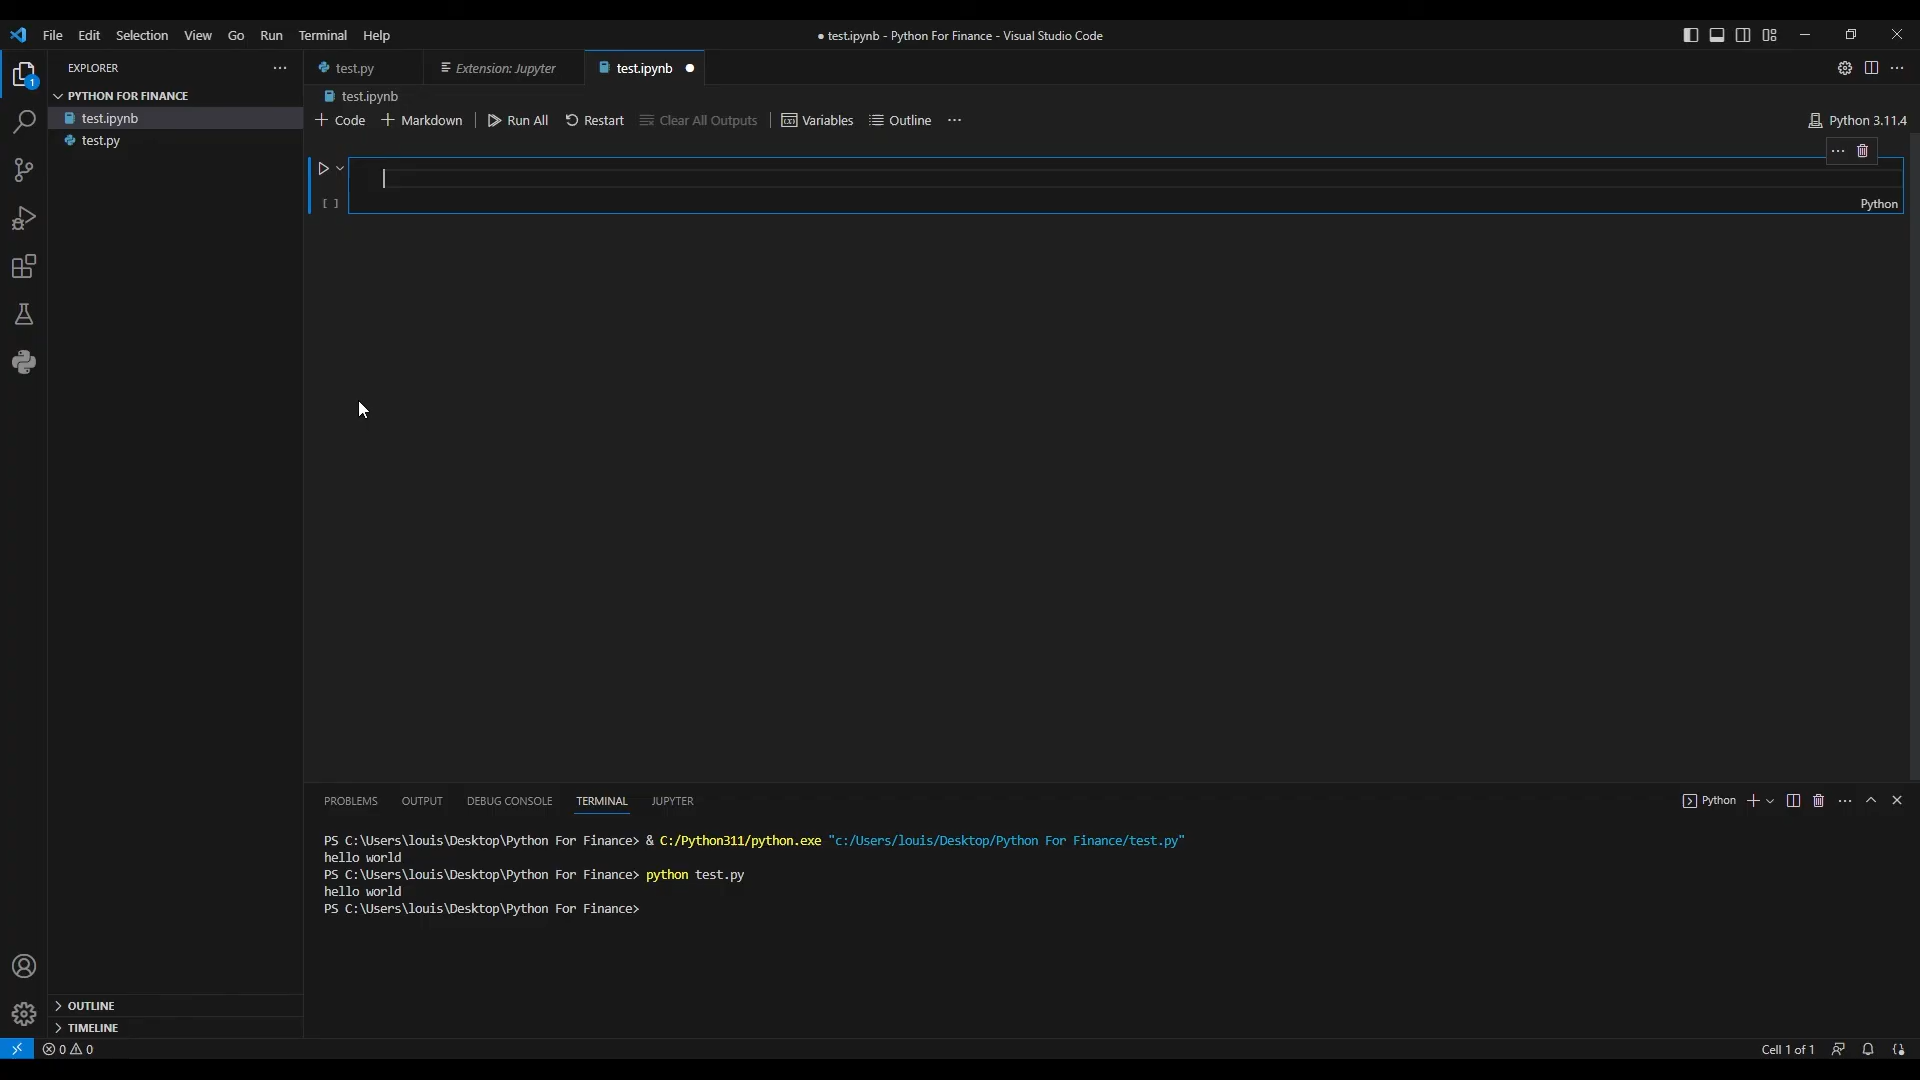 File Edit Selection View Go Run Terminal Help
● test.ipynb - Python For Finance - Visual Studio Code
EXPLORER
test.py
Extension: Jupyter
test.ipynb
PYTHON FOR FINANCE
test.ipynb
test.py
test.ipynb
Code Markdown Run All Restart Clear All Outputs Variables Outline
Python 3.11.4
[ ]
Python
PROBLEMS OUTPUT DEBUG CONSOLE TERMINAL JUPYTER
Python
PS C:\Users\louis\Desktop\Python For Finance> & C:/Python311/python.exe "c:/Users/louis/Desktop/Python For Finance/test.py"
hello world
PS C:\Users\louis\Desktop\Python For Finance> python test.py
hello world
PS C:\Users\louis\Desktop\Python For Finance>
OUTLINE
TIMELINE
1
0 0
Cell 1 of 1